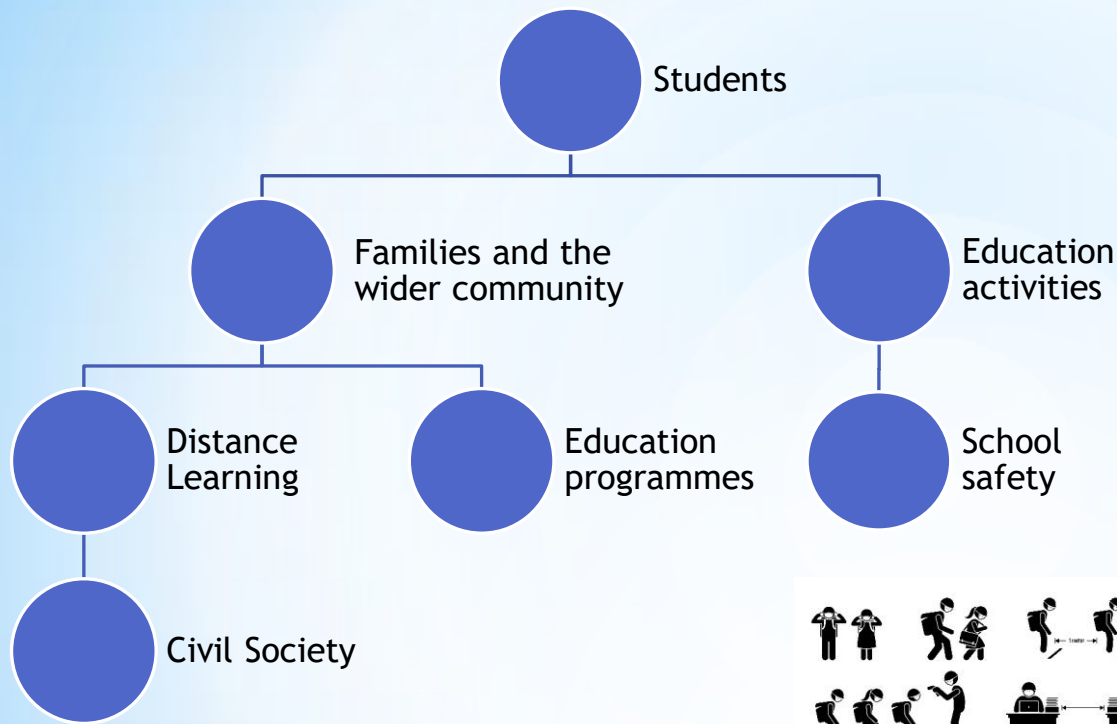 Students
Families and the
wider community
Education
activities
Distance
Learning
Education
programmes
School
safety
Civil Society